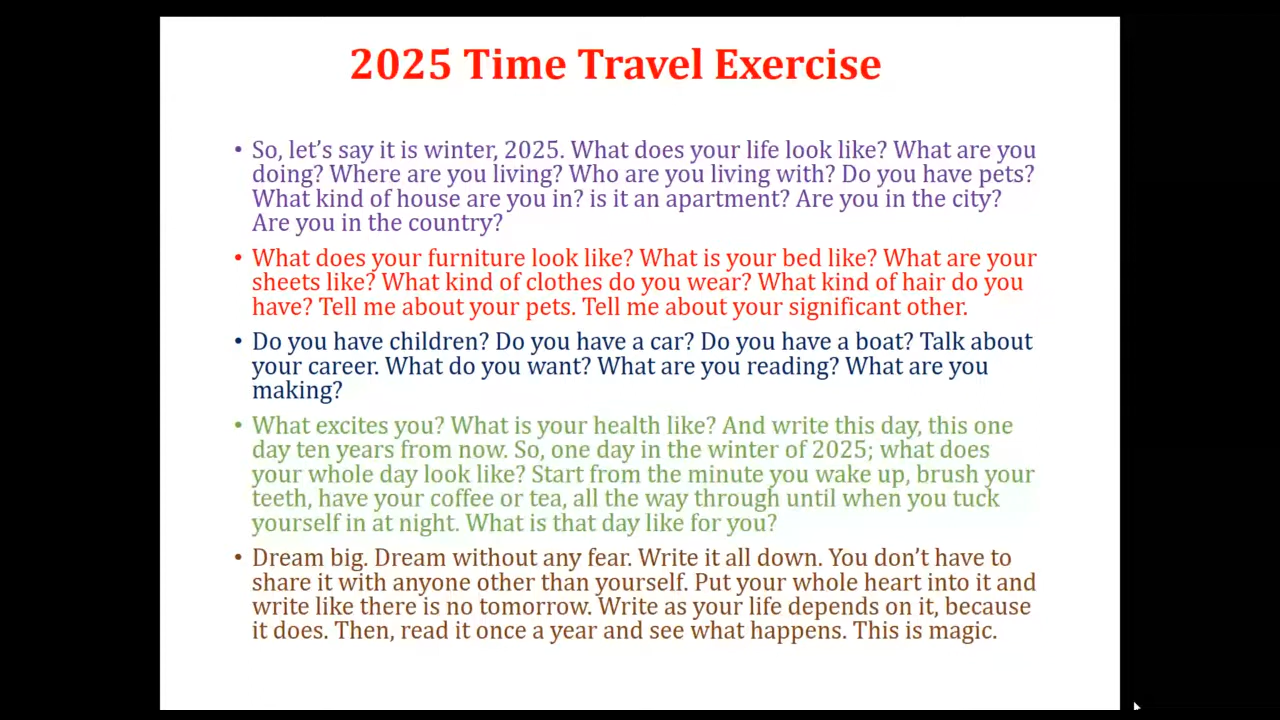 2025 Time Travel Exercise
• So, let’s say it is winter, 2025. What does your life look like? What are you
doing? Where are you living? Who are you living with? Do you have pets?
What kind of house are you in? is it an apartment? Are you in the city?
Are you in the country?
• What does your furniture look like? What is your bed like? What are your
sheets like? What kind of clothes do you wear? What kind of hair do you
have? Tell me about your pets. Tell me about your significant other.
• Do you have children? Do you have a car? Do you have a boat? Talk about
your career. What do you want? What are you reading? What are you
making?
• What excites you? What is your health like? And write this day, this one
day ten years from now. So, one day in the winter of 2025; what does
your whole day look like? Start from the minute you wake up, brush your
teeth, have your coffee or tea, all the way through until when you tuck
yourself in at night. What is that day like for you?
• Dream big. Dream without any fear. Write it all down. You don’t have to
share it with anyone other than yourself. Put your whole heart into it and
write like there is no tomorrow. Write as your life depends on it, because
it does. Then, read it once a year and see what happens. This is magic.